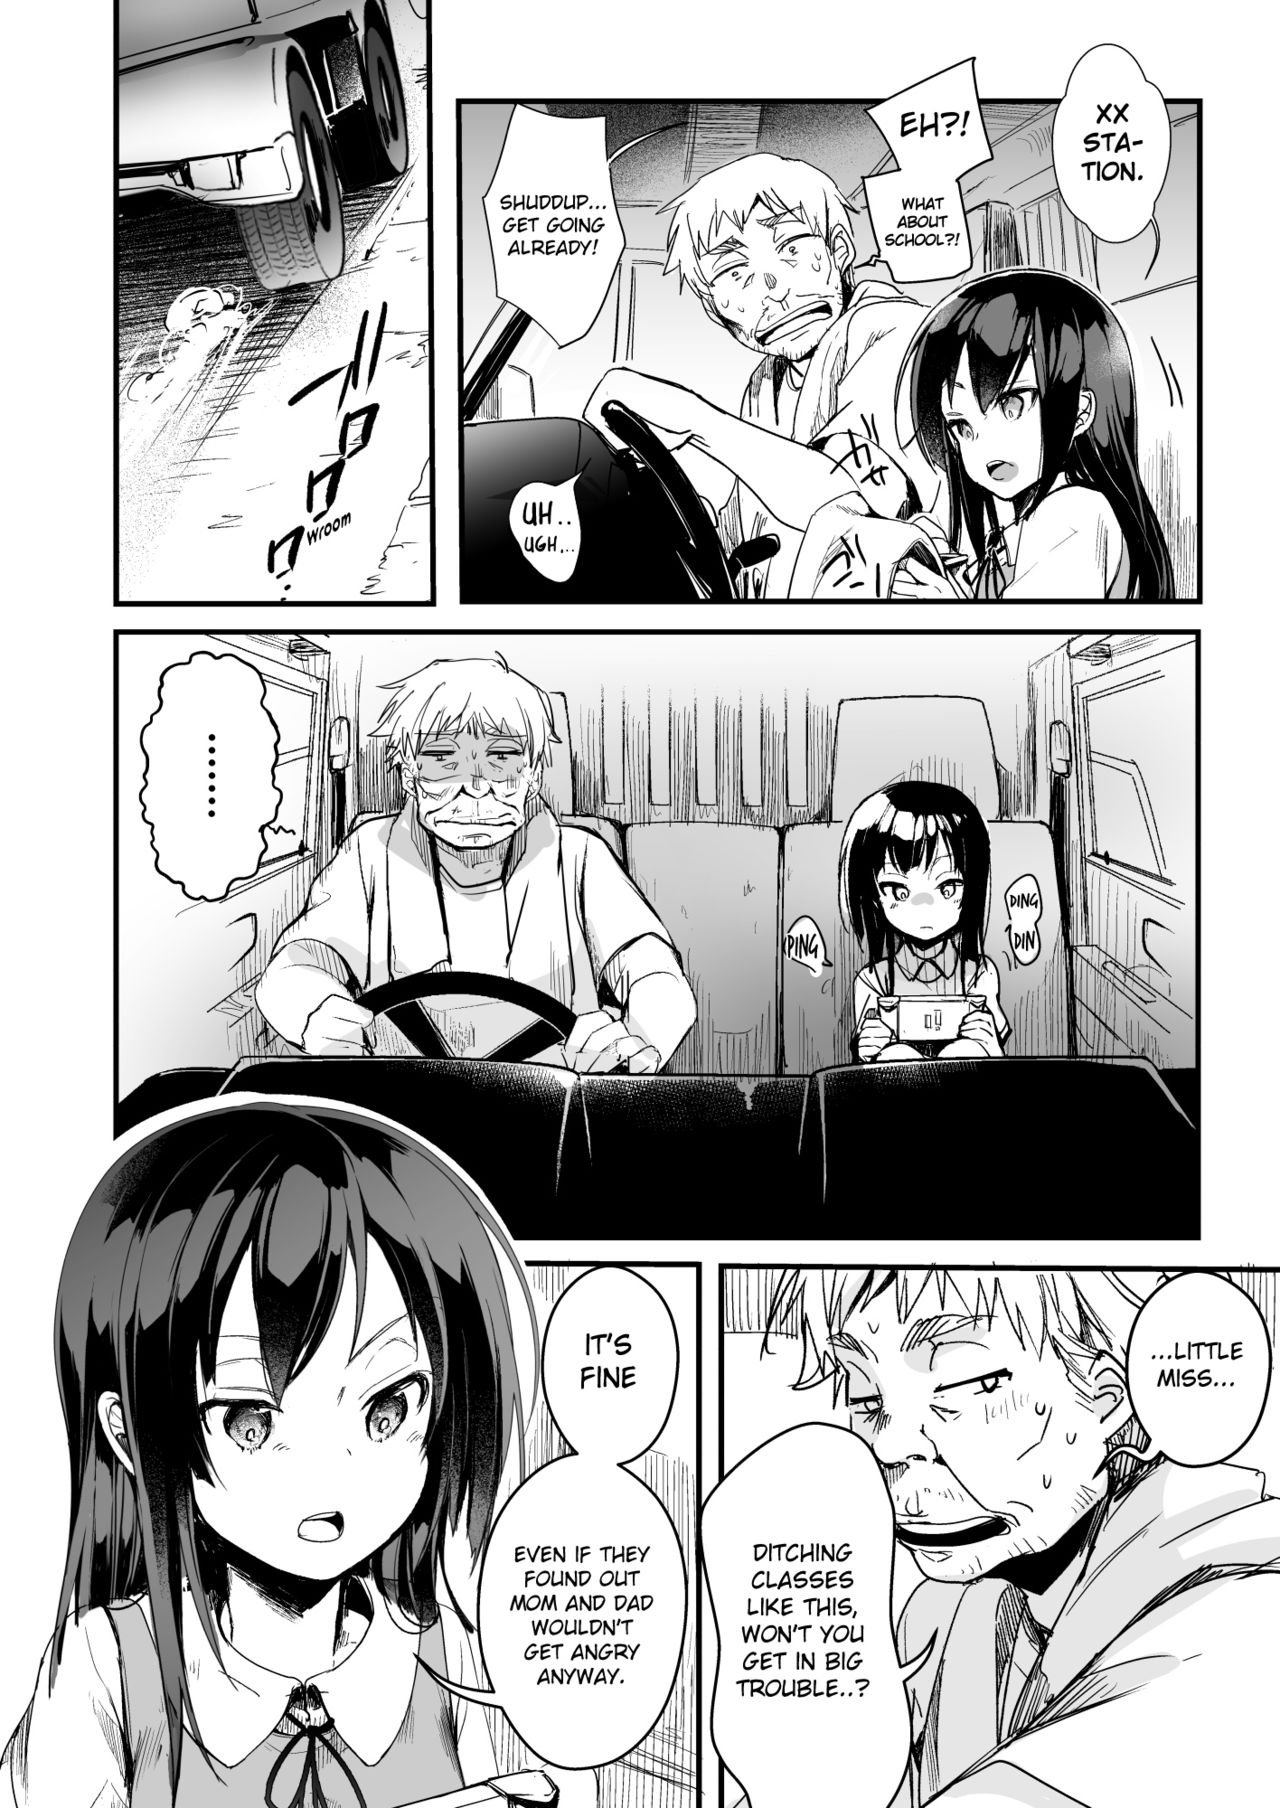 XX
STA-
TION.
EH?!
WHAT
ABOUT
SCHOOL?!
SHUDDUP...
GET GOING
ALREADY!
UH..
UGH...
Wroom
........
PING
DING
DIN
...LITTLE
MISS...
DITCHING
CLASSES
LIKE THIS,
WON'T YOU
GET IN BIG
TROUBLE..?
IT'S
FINE
EVEN IF THEY
FOUND OUT
MOM AND DAD
WOULDN'T
GET ANGRY
ANYWAY.